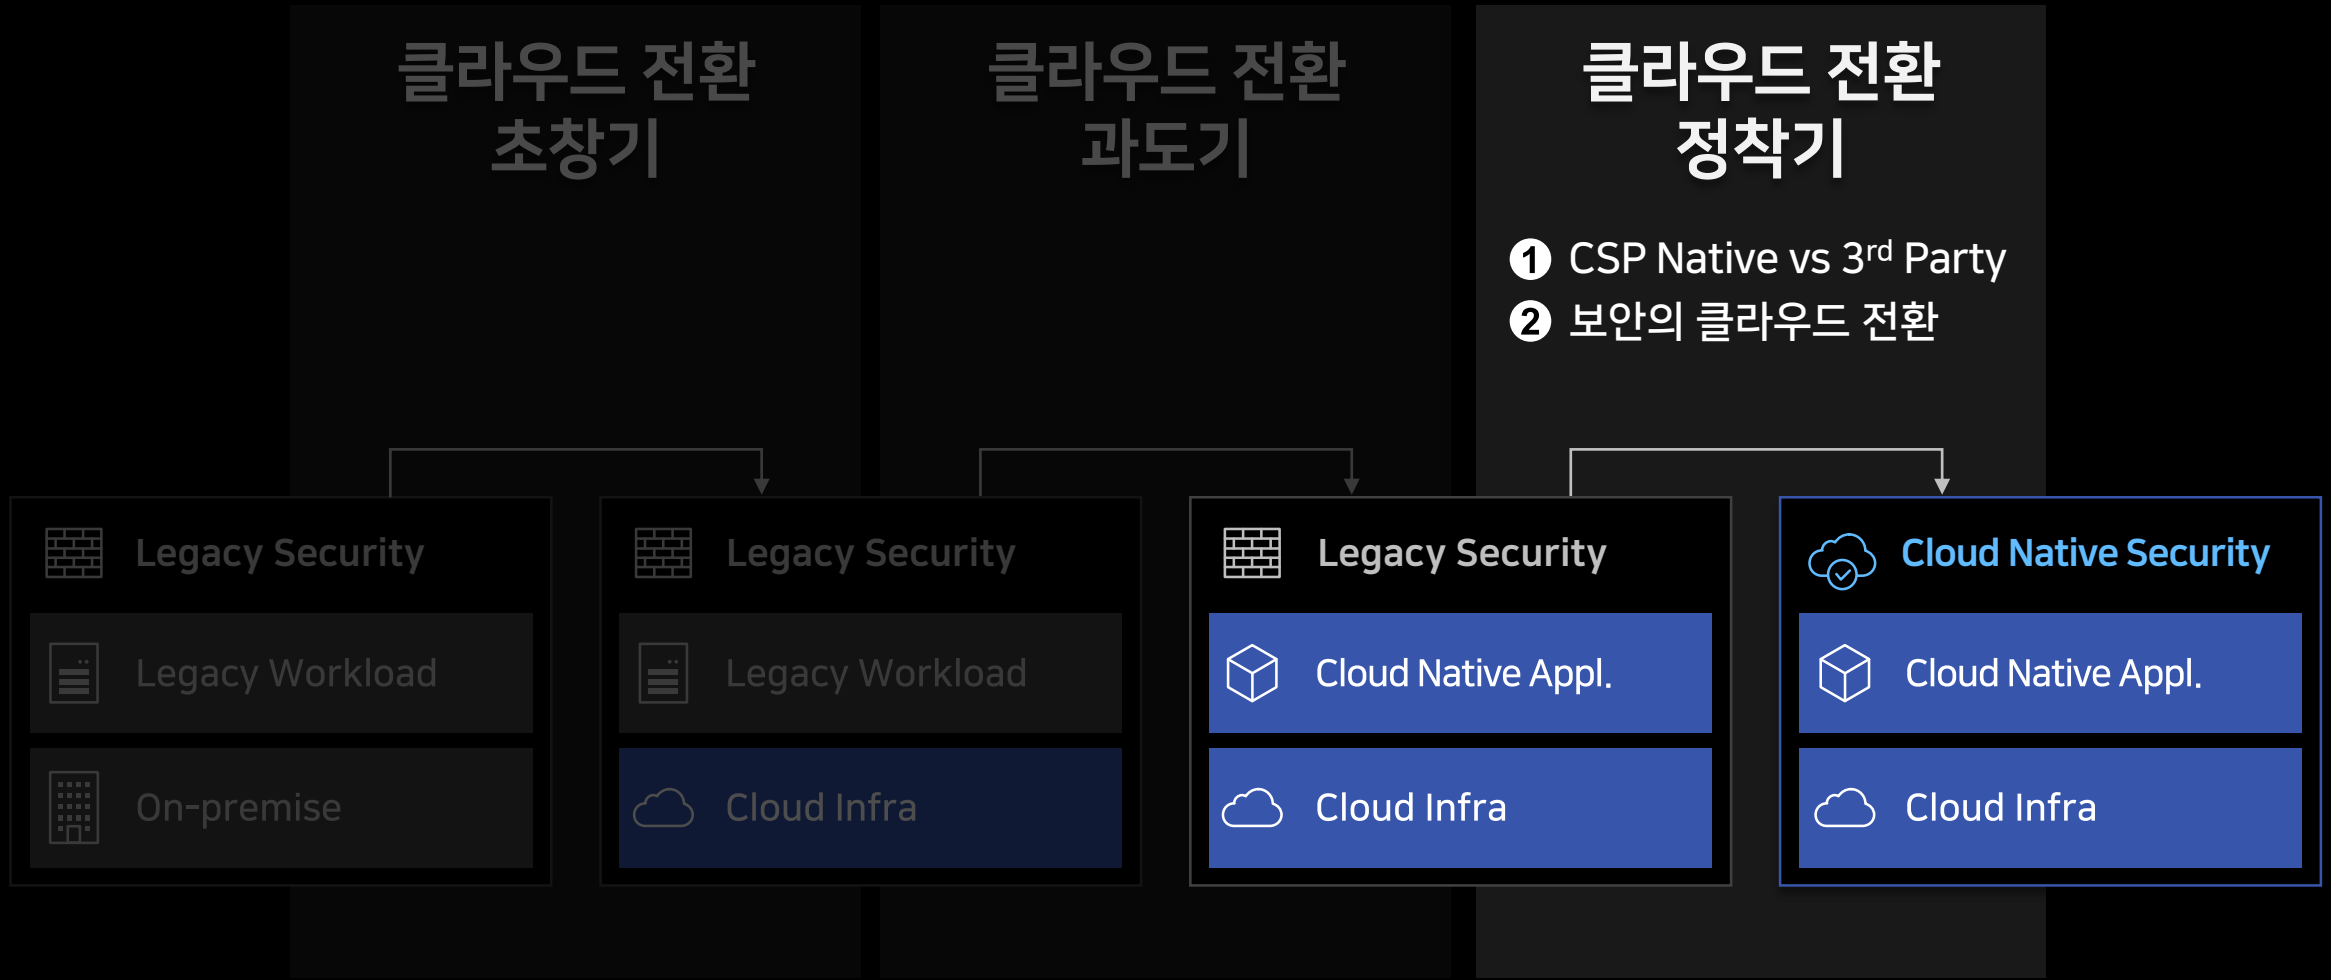 클라우드 전환
초창기
클라우드 전환
과도기
클라우드 전환
정착기
1 CSP Native vs 3rd Party
2 보안의 클라우드 전환
Legacy Security
Legacy Workload
On-premise
Legacy Security
Legacy Workload
Cloud Infra
Legacy Security
Cloud Native Appl.
Cloud Infra
Cloud Native Security
Cloud Native Appl.
Cloud Infra